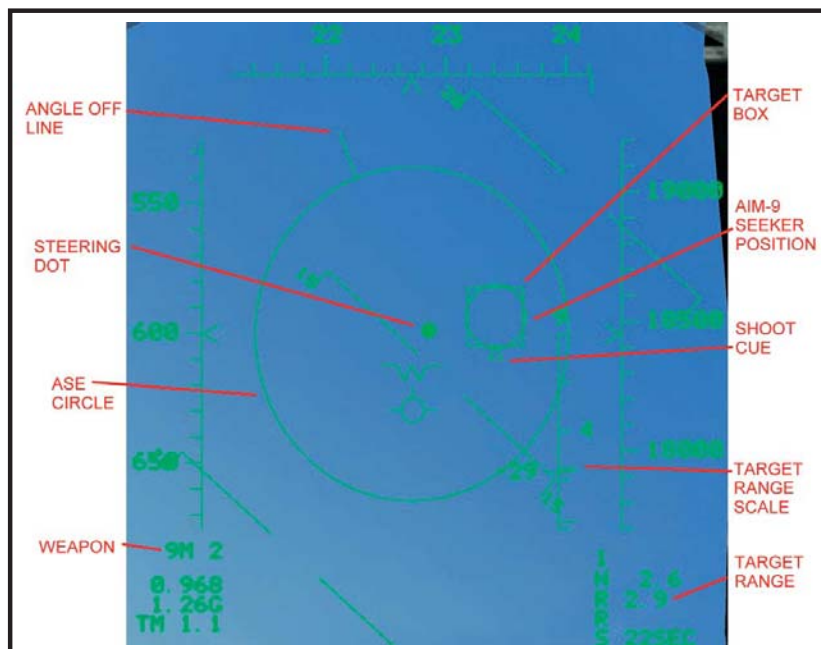 22 23 24
ANGLE OFF
LINE
TARGET
BOX
550
19000
AIM-9
SEEKER
POSITION
STEERING
DOT
600
18500
SHOOT
CUE
ASE
CIRCLE
4
650
18000
29
TARGET
RANGE
SCALE
WEAPON
9M 2
0.968
1.26G
TM 1.1
TARGET
RANGE
N 2.6
R 2.9
22SEC